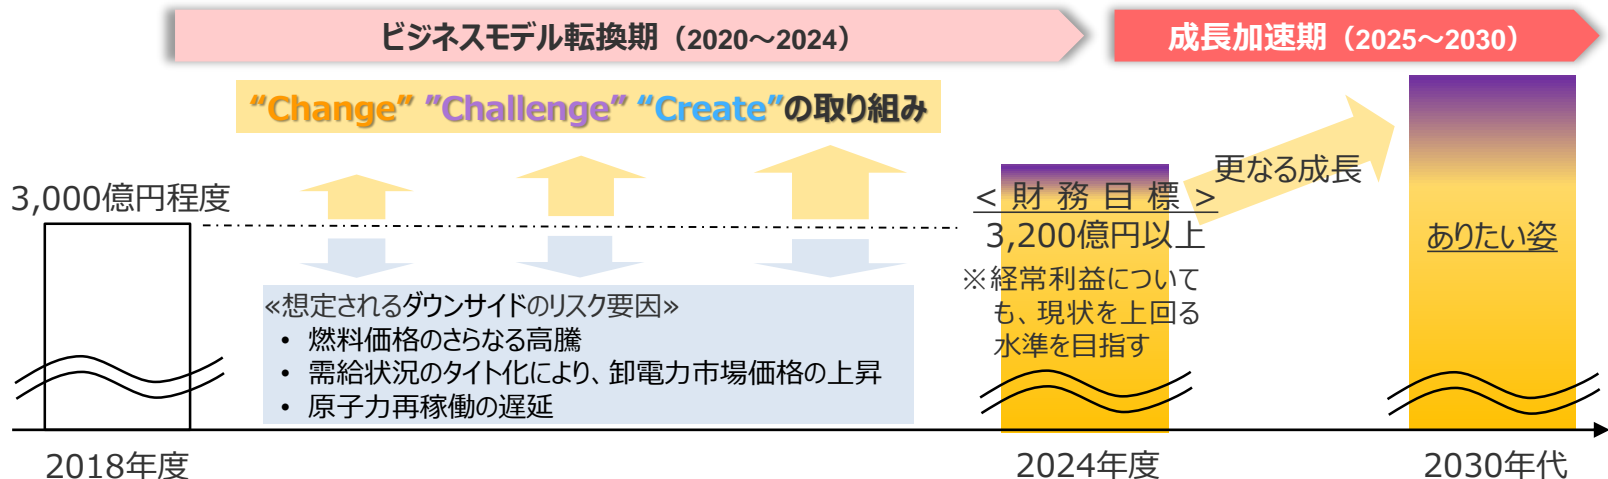 ビジネスモデル転換期（2020～2024）
成長加速期（2025～2030）
“Change” ”Challenge” “Create”の取り組み
3,000億円程度
更なる成長
＜財務目標＞
3,200億円以上
※経常利益について
も、現状を上回る
水準を目指す
ありたい姿
≪想定されるダウンサイドのリスク要因≫
• 燃料価格のさらなる高騰
• 需給状況のタイト化により、卸電力市場価格の上昇
• 原子力再稼働の遅延
2018年度
2024年度
2030年代